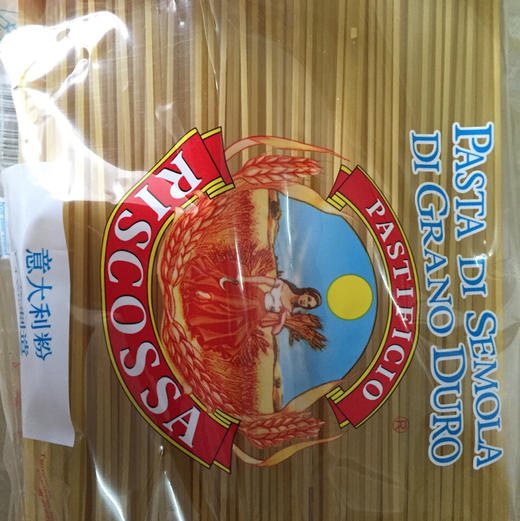 PASTA DI SEMOLA
DI GRANO DURO
PASTIFICIO
®
RISCOSSA
意大利粉